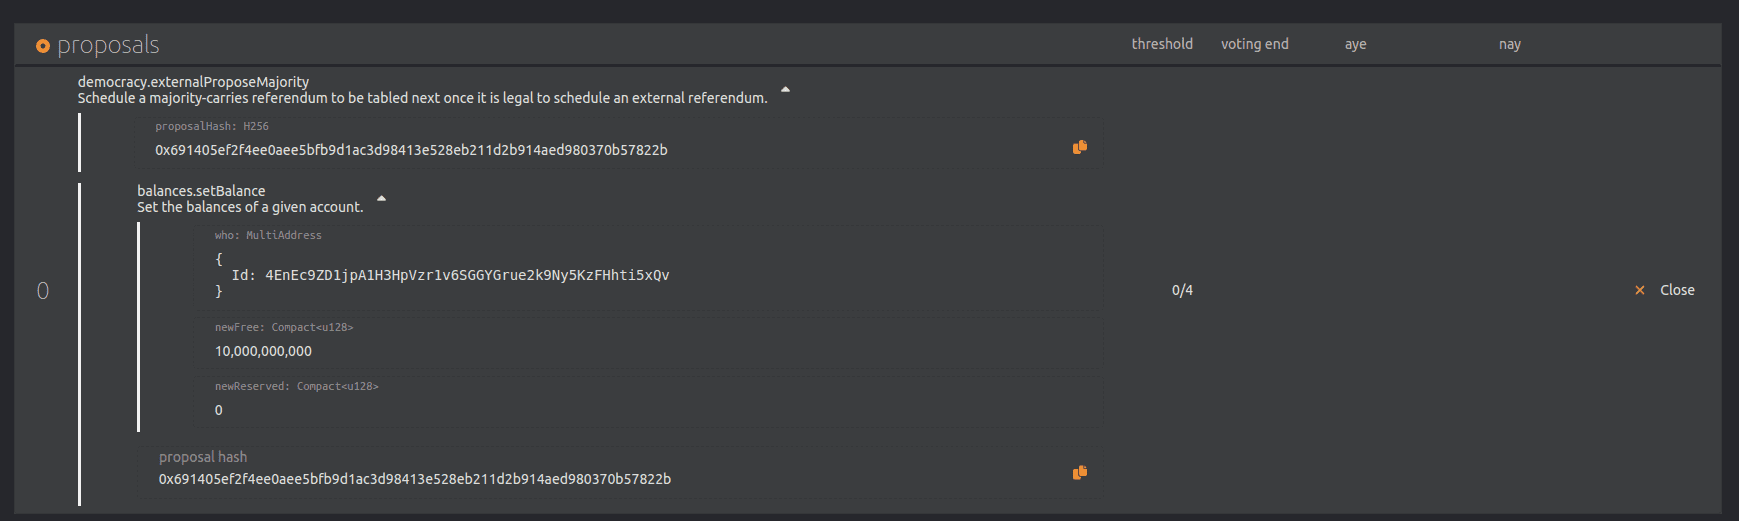 proposals threshold voting end aye nay
democracy.externalProposeMajority
Schedule a majority-carries referendum to be tabled next once it is legal to schedule an external referendum.
proposalHash: H256
0x691405ef2f4ee0aee5bfb9d1ac3d98413e528eb211d2b914aed980370b57822b
balances.setBalance
Set the balances of a given account.
who: MultiAddress
{
Id: 4EnEc9ZD1jpA1H3HpVzr1v6SGGYGrue2k9Ny5KzFHhti5xQv
}
0 0/4 Close
newFree: Compact<u128>
10,000,000,000
newReserved: Compact<u128>
0
proposal hash
0x691405ef2f4ee0aee5bfb9d1ac3d98413e528eb211d2b914aed980370b57822b